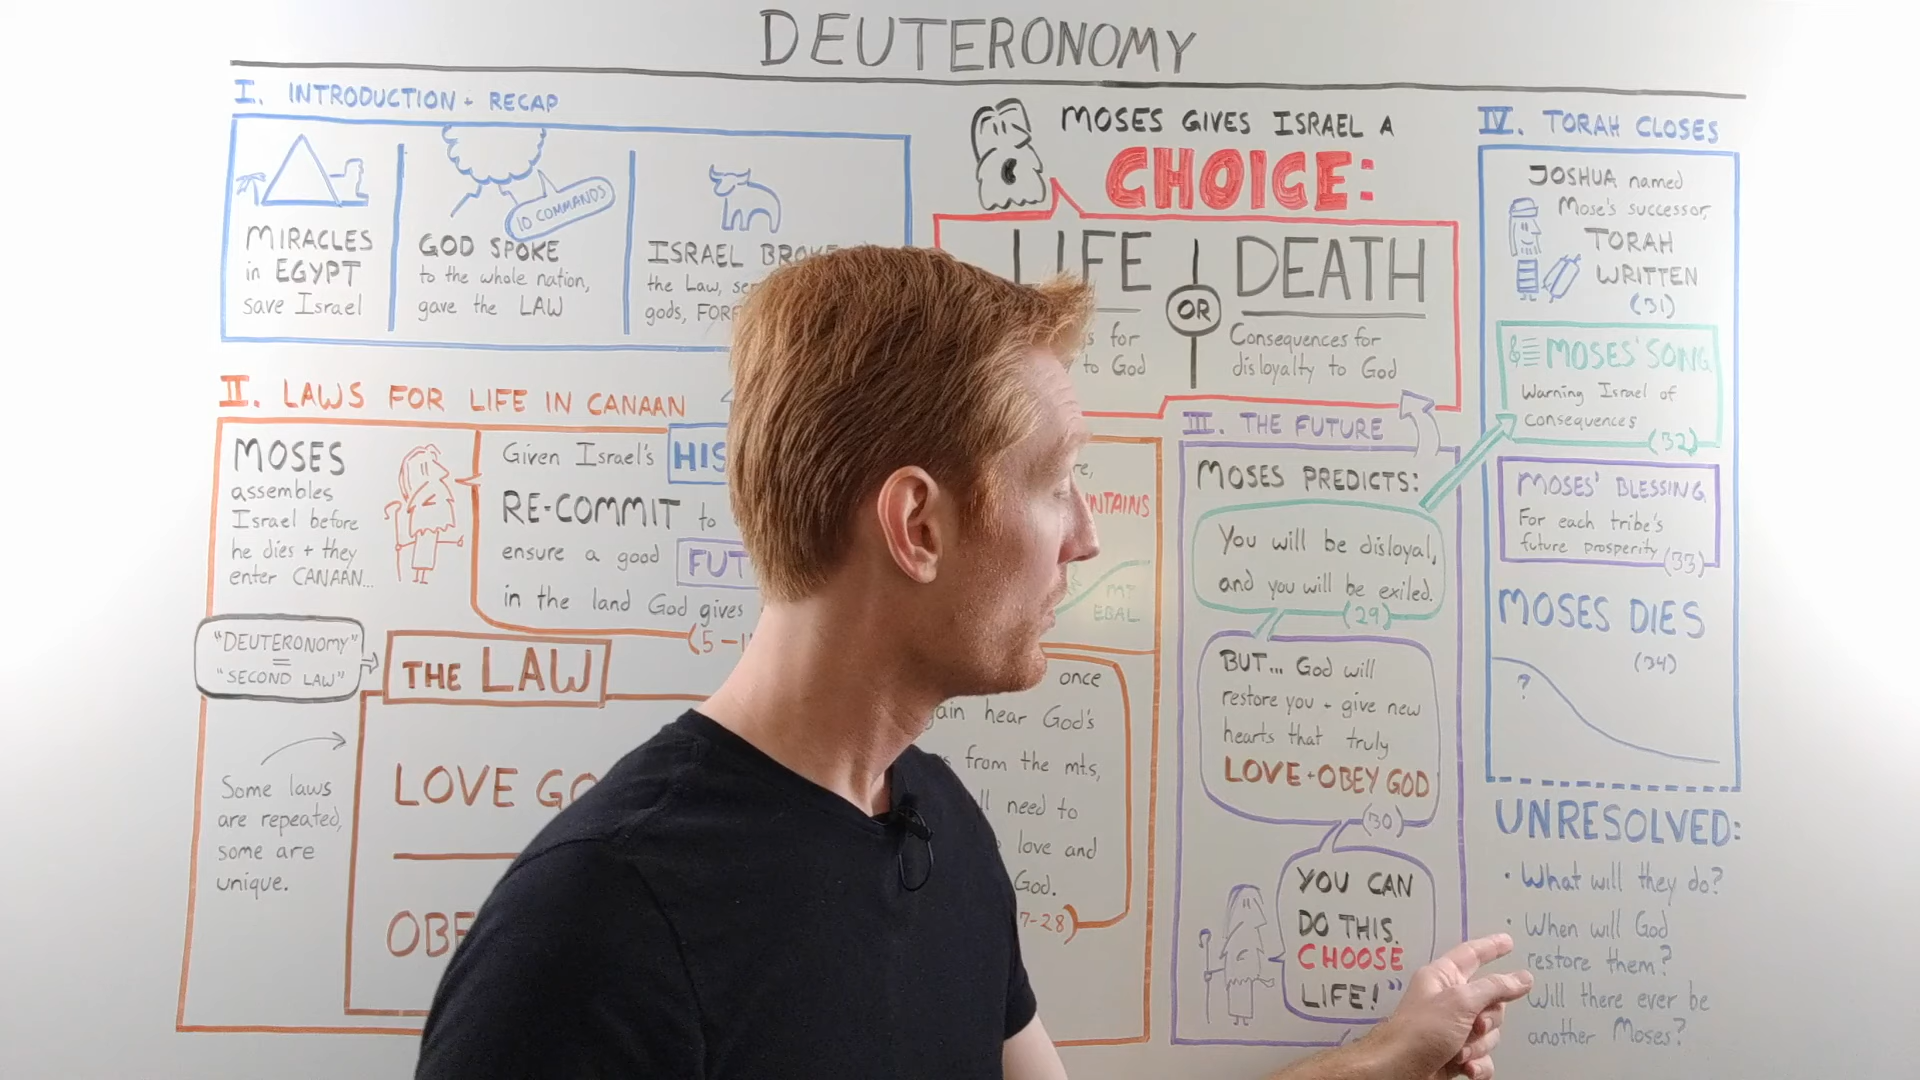 DEUTERONOMY
I. INTRODUCTION + RECAP
10 COMMANDS
MIRACLES
in EGYPT
save Israel
GOD SPOKE
to the whole nation,
gave the LAW
ISRAEL
the Law,
gods,
MOSES GIVES ISRAEL A
CHOICE:
LIFE
OR
DEATH
for
to God
Consequences for
disloyalty to God
II. LAWS FOR LIFE IN CANAAN
MOSES
assembles
Israel before
he dies + they
enter CANAAN...
Given Israel's
RE-COMMIT to
ensure a good
in the land God gives
"DEUTERONOMY"
=
"SECOND LAW"
THE LAW
Some laws
are repeated,
some are
unique.
LOVE
MT
EBAL
once
hear God's
from the mts,
need to
love and
God.
III. THE FUTURE
MOSES PREDICTS:
You will be disloyal,
and you will be exiled.
(29)
BUT... God will
restore you + give new
hearts that truly
LOVE + OBEY GOD
(30)
YOU CAN
DO THIS.
CHOOSE
LIFE!"
IV. TORAH CLOSES
JOSHUA named
Mose's successor,
TORAH
WRITTEN
(31)
MOSES' SONG
Warning Israel of
consequences
(32)
MOSES' BLESSING
For each tribe's
future prosperity
(33)
MOSES DIES
(34)
?
UNRESOLVED:
• What will they do?
• When will God
restore them?
Will there ever be
another Moses?